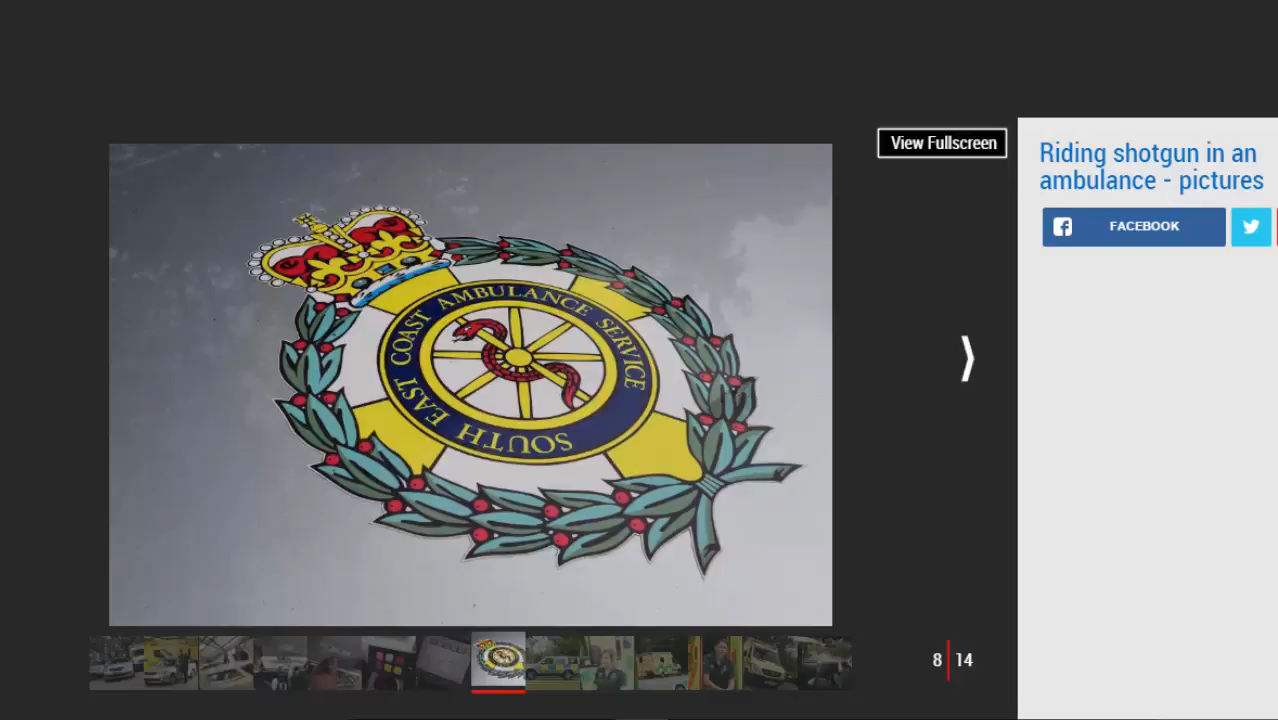 View Fullscreen
Riding shotgun in an
ambulance - pictures
FACEBOOK
SOUTH EAST COAST AMBULANCE SERVICE
8 14